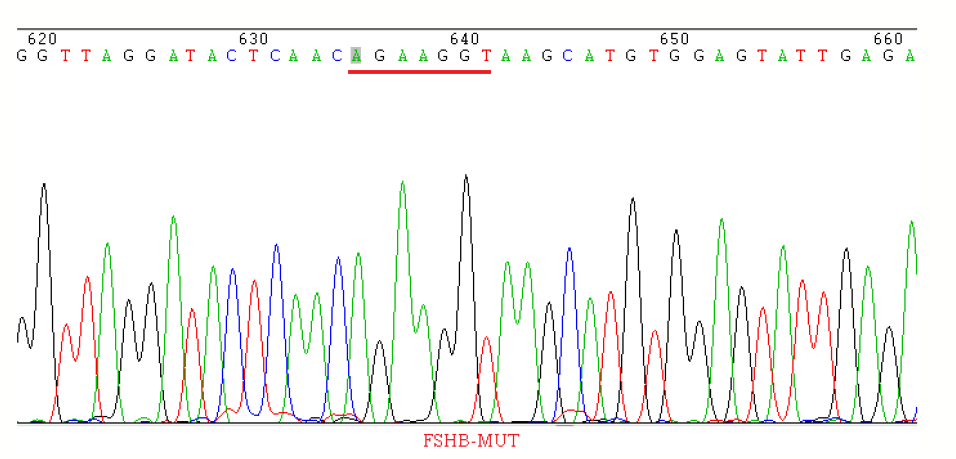 620 630 640 650 660
G G T T A G G A T A C T C A A C A G A A G G T A A G C A T G T G G A G T A T T G A G A
FSHB-MUT